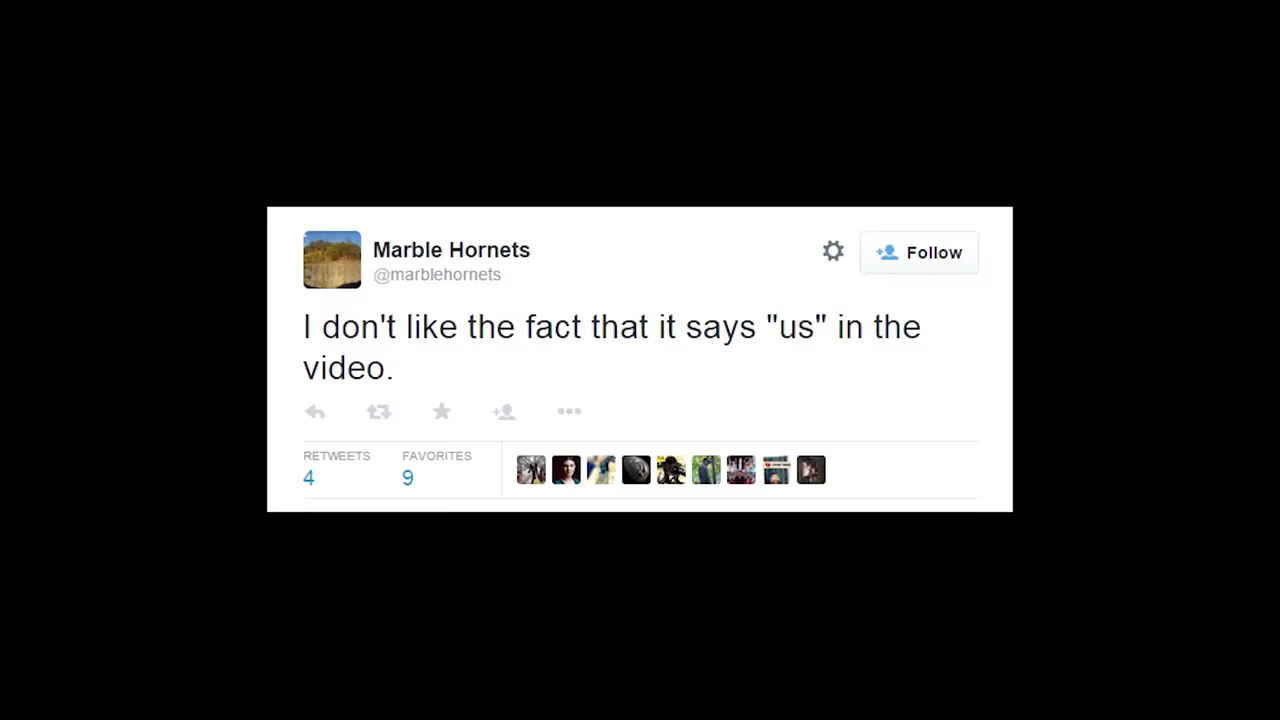 Marble Hornets
@marblehornets
Follow
I don't like the fact that it says "us" in the
video.
RETWEETS FAVORITES
4 9